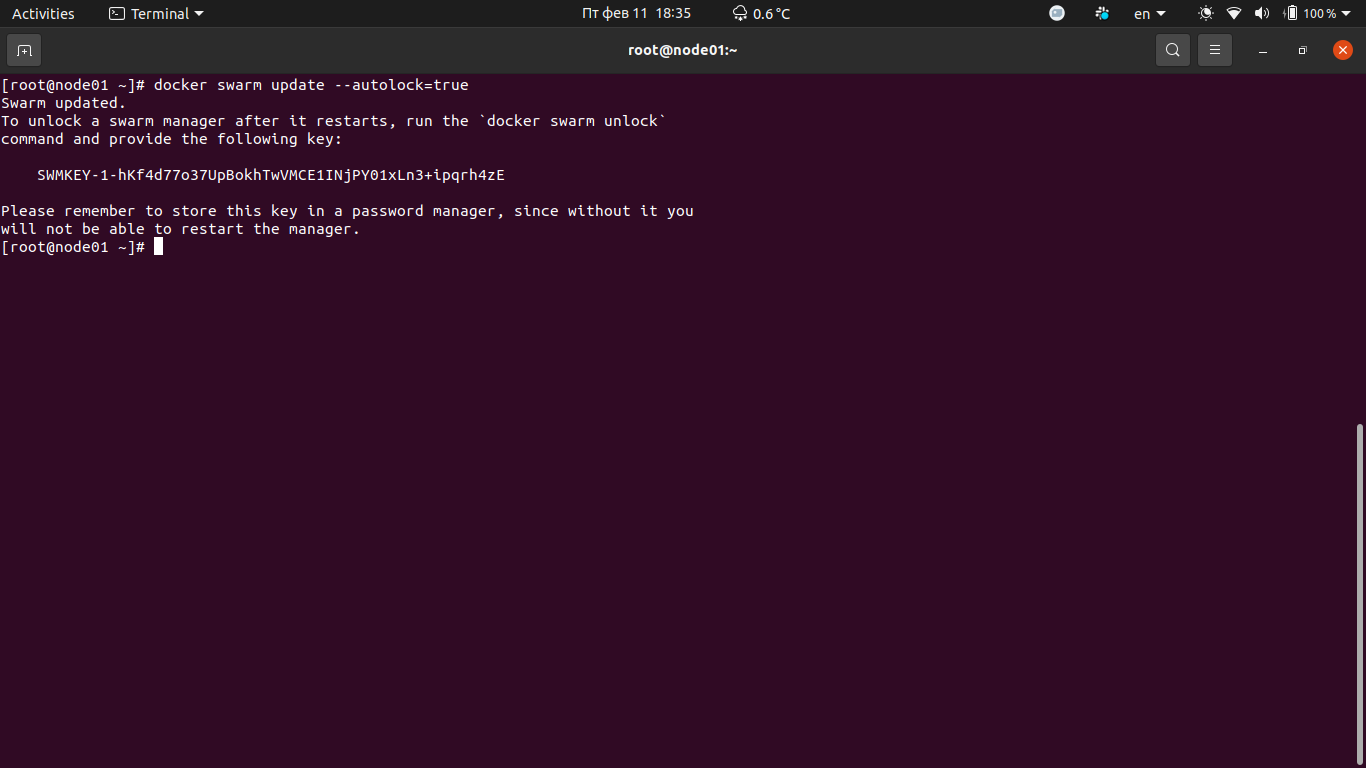 Activities Terminal Пт фев 11 18:35 0.6 °C en 100 %
root@node01:~
[root@node01 ~]# docker swarm update --autolock=true
Swarm updated.
To unlock a swarm manager after it restarts, run the `docker swarm unlock`
command and provide the following key:
SWMKEY-1-hKf4d77o37UpBokhTwVMCE1INjPY01xLn3+ipqrh4zE
Please remember to store this key in a password manager, since without it you
will not be able to restart the manager.
[root@node01 ~]#